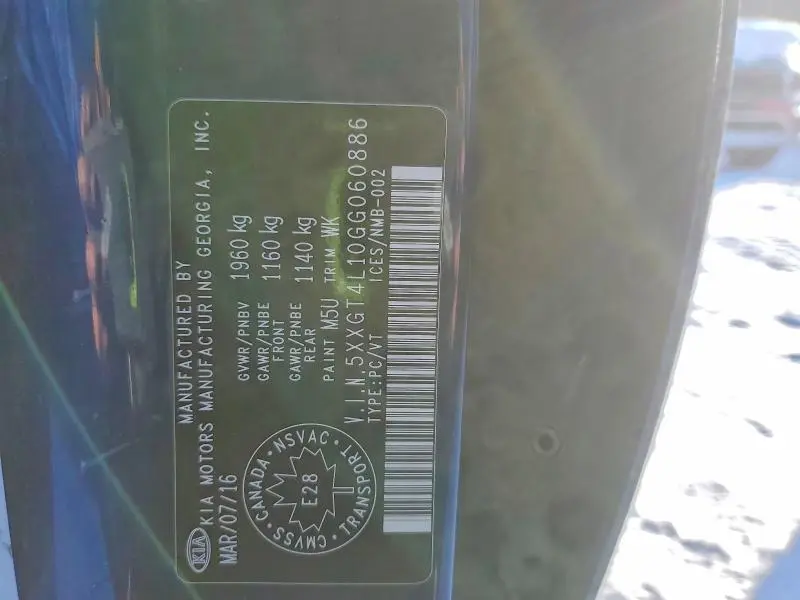 MANUFACTURED BY
KIA KIA MOTORS MANUFACTURING GEORGIA, INC.
MAR/07/16
GVWR/PNBV 1960 kg
GAWR/PNBE FRONT 1160 kg
GAWR/PNBE REAR 1140 kg
PAINT M5U TRIM WK
CANADA · NSVAC · TRANSPORT · CMVSS ·
E28
V.I.N. 5XXGT4L10GG060886
TYPE:PC/VT ICES/NMB-002